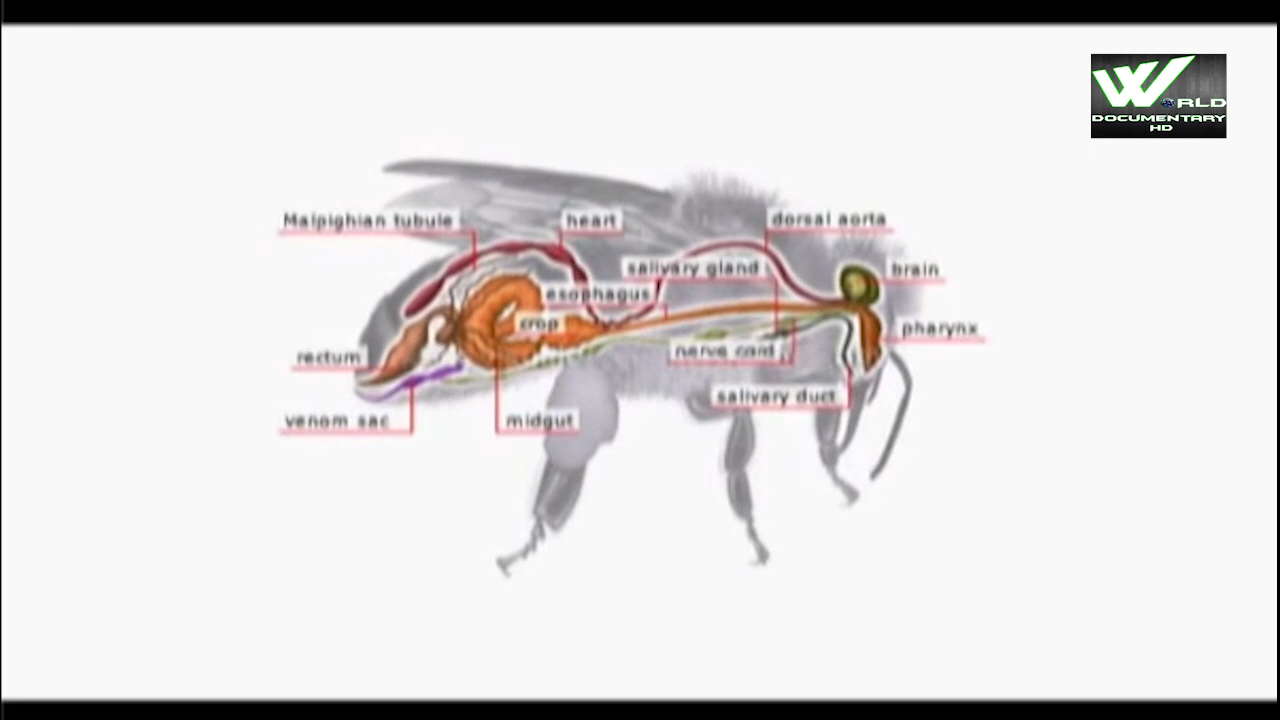 WORLD
DOCUMENTARY
HD
Malpighian tubule
heart
dorsal aorta
salivary gland
brain
esophagus
crop
pharynx
nerve cord
rectum
salivary duct
venom sac
midgut